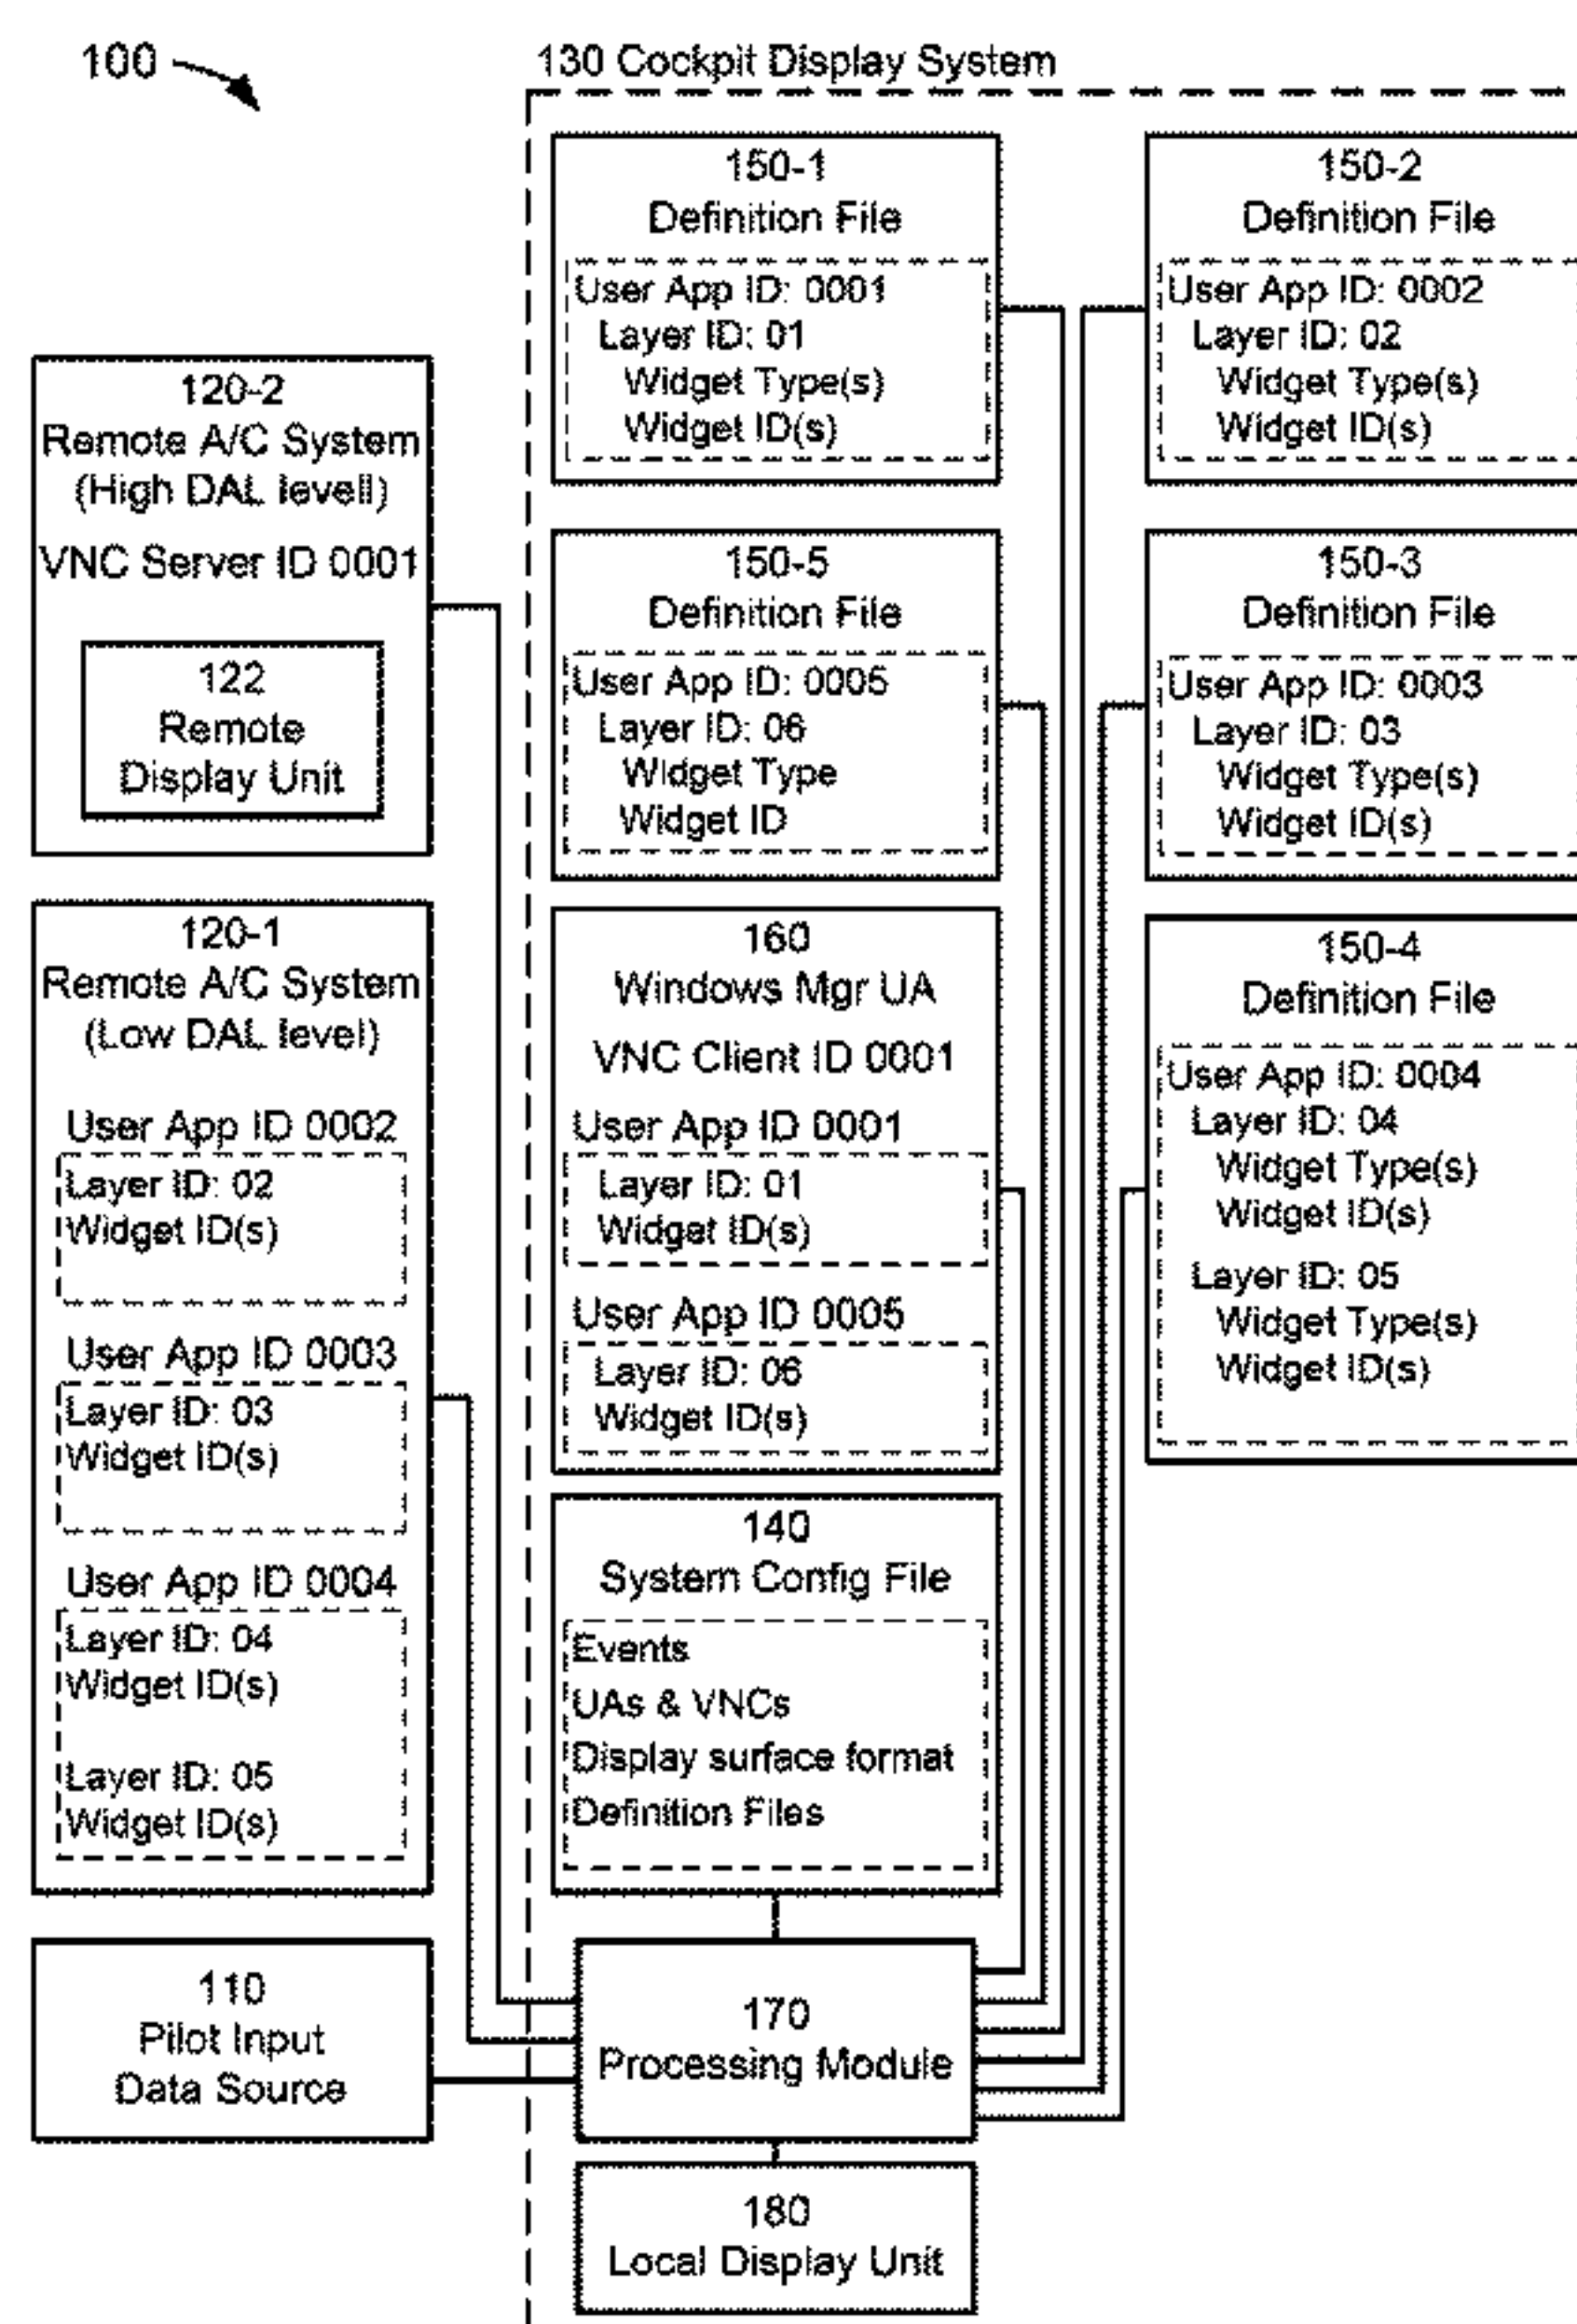 100
130 Cockpit Display System
150-1
Definition File
User App ID: 0001
Layer ID: 01
Widget Type(s)
Widget ID(s)
150-2
Definition File
User App ID: 0002
Layer ID: 02
Widget Type(s)
Widget ID(s)
120-2
Remote A/C System
(High DAL levell)
VNC Server ID 0001
122
Remote
Display Unit
150-5
Definition File
User App ID: 0005
Layer ID: 06
Widget Type
Widget ID
150-3
Definition File
User App ID: 0003
Layer ID: 03
Widget Type(s)
Widget ID(s)
120-1
Remote A/C System
(Low DAL level)
User App ID 0002
Layer ID: 02
Widget ID(s)
User App ID 0003
Layer ID: 03
Widget ID(s)
User App ID 0004
Layer ID: 04
Widget ID(s)
Layer ID: 05
Widget ID(s)
160
Windows Mgr UA
VNC Client ID 0001
User App ID 0001
Layer ID: 01
Widget ID(s)
User App ID 0005
Layer ID: 06
Widget ID(s)
150-4
Definition File
User App ID: 0004
Layer ID: 04
Widget Type(s)
Widget ID(s)
Layer ID: 05
Widget Type(s)
Widget ID(s)
140
System Config File
Events
UAs & VNCs
Display surface format
Definition Files
110
Pilot Input
Data Source
170
Processing Module
180
Local Display Unit